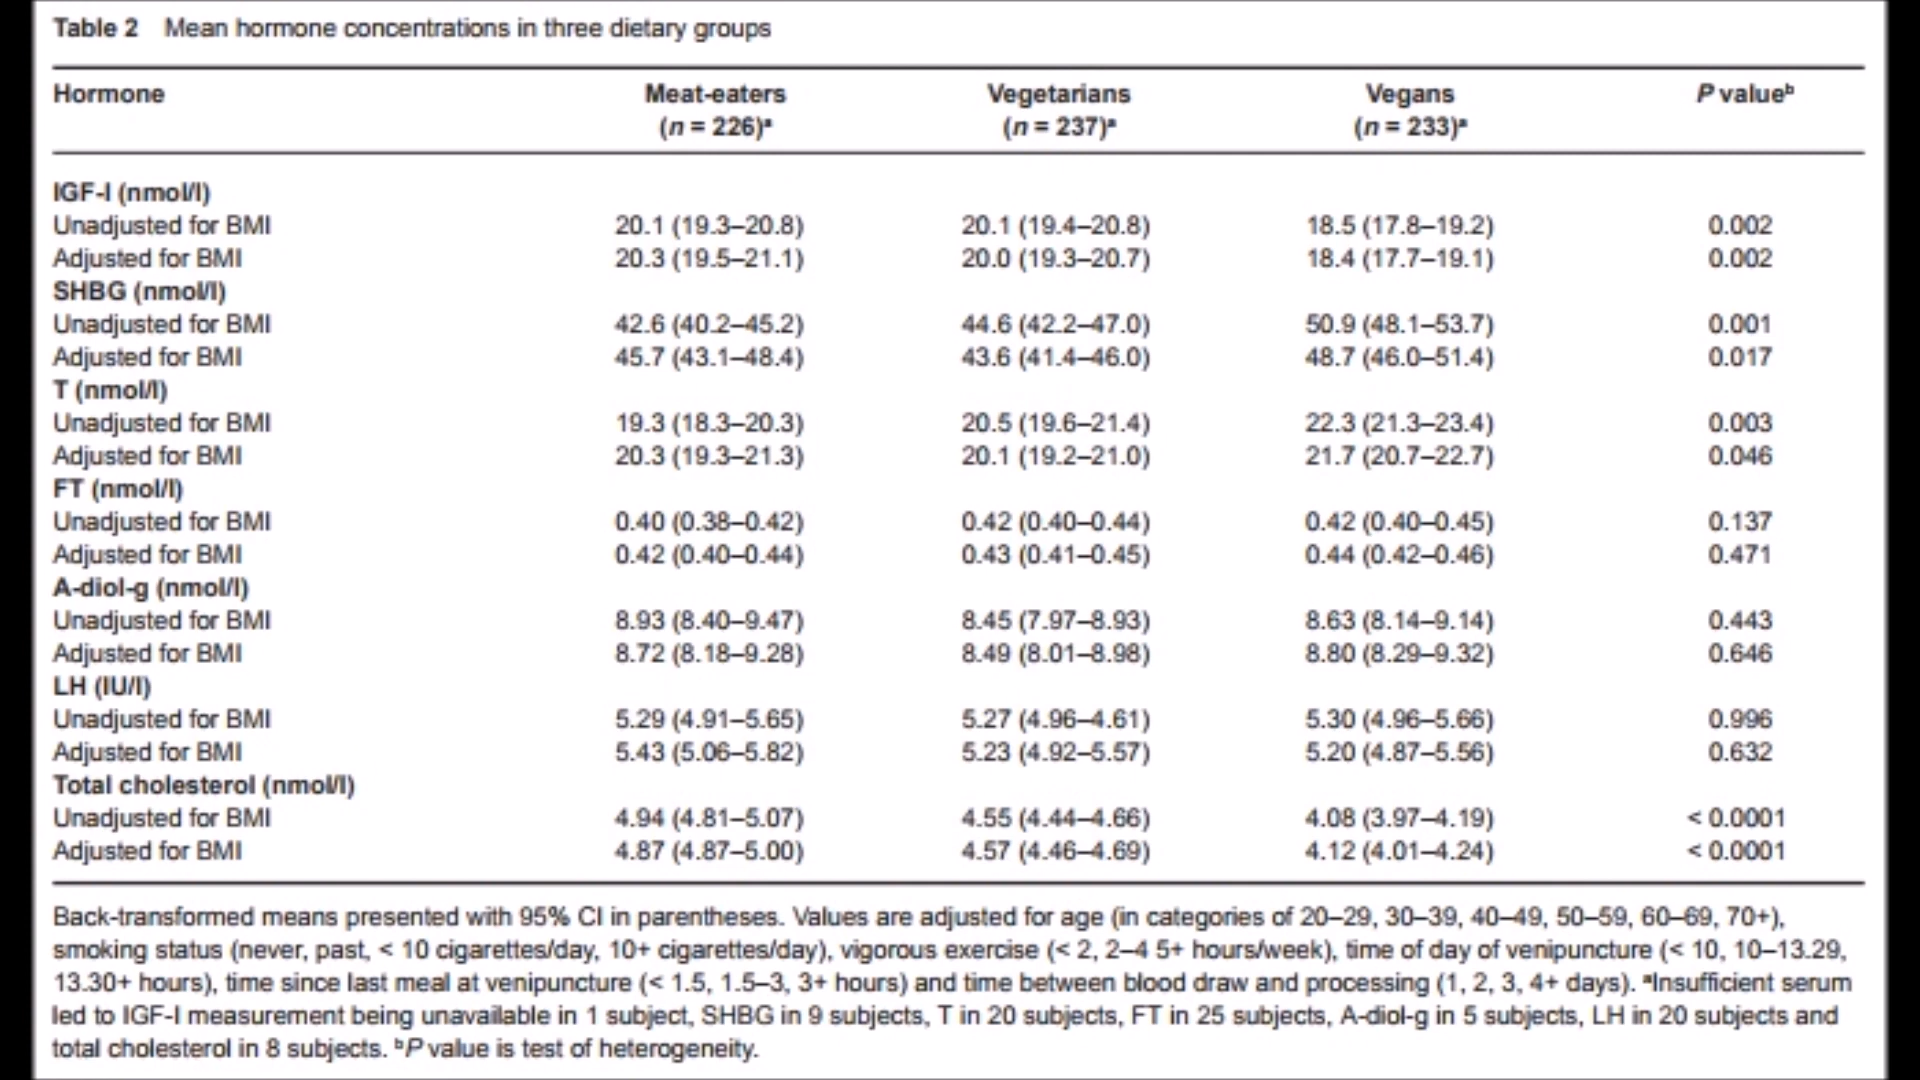 Table 2 Mean hormone concentrations in three dietary groups
Hormone Meat-eaters Vegetarians Vegans P valueᵇ
(n = 226)ᵃ (n = 237)ᵃ (n = 233)ᵃ
IGF-I (nmol/l)
Unadjusted for BMI 20.1 (19.3–20.8) 20.1 (19.4–20.8) 18.5 (17.8–19.2) 0.002
Adjusted for BMI 20.3 (19.5–21.1) 20.0 (19.3–20.7) 18.4 (17.7–19.1) 0.002
SHBG (nmol/l)
Unadjusted for BMI 42.6 (40.2–45.2) 44.6 (42.2–47.0) 50.9 (48.1–53.7) 0.001
Adjusted for BMI 45.7 (43.1–48.4) 43.6 (41.4–46.0) 48.7 (46.0–51.4) 0.017
T (nmol/l)
Unadjusted for BMI 19.3 (18.3–20.3) 20.5 (19.6–21.4) 22.3 (21.3–23.4) 0.003
Adjusted for BMI 20.3 (19.3–21.3) 20.1 (19.2–21.0) 21.7 (20.7–22.7) 0.046
FT (nmol/l)
Unadjusted for BMI 0.40 (0.38–0.42) 0.42 (0.40–0.44) 0.42 (0.40–0.45) 0.137
Adjusted for BMI 0.42 (0.40–0.44) 0.43 (0.41–0.45) 0.44 (0.42–0.46) 0.471
A-diol-g (nmol/l)
Unadjusted for BMI 8.93 (8.40–9.47) 8.45 (7.97–8.93) 8.63 (8.14–9.14) 0.443
Adjusted for BMI 8.72 (8.18–9.28) 8.49 (8.01–8.98) 8.80 (8.29–9.32) 0.646
LH (IU/l)
Unadjusted for BMI 5.29 (4.91–5.65) 5.27 (4.96–4.61) 5.30 (4.96–5.66) 0.996
Adjusted for BMI 5.43 (5.06–5.82) 5.23 (4.92–5.57) 5.20 (4.87–5.56) 0.632
Total cholesterol (nmol/l)
Unadjusted for BMI 4.94 (4.81–5.07) 4.55 (4.44–4.66) 4.08 (3.97–4.19) < 0.0001
Adjusted for BMI 4.87 (4.87–5.00) 4.57 (4.46–4.69) 4.12 (4.01–4.24) < 0.0001
Back-transformed means presented with 95% CI in parentheses. Values are adjusted for age (in categories of 20–29, 30–39, 40–49, 50–59, 60–69, 70+),
smoking status (never, past, < 10 cigarettes/day, 10+ cigarettes/day), vigorous exercise (< 2, 2–4 5+ hours/week), time of day of venipuncture (< 10, 10–13.29,
13.30+ hours), time since last meal at venipuncture (< 1.5, 1.5–3, 3+ hours) and time between blood draw and processing (1, 2, 3, 4+ days). ᵃInsufficient serum
led to IGF-I measurement being unavailable in 1 subject, SHBG in 9 subjects, T in 20 subjects, FT in 25 subjects, A-diol-g in 5 subjects, LH in 20 subjects and
total cholesterol in 8 subjects. ᵇP value is test of heterogeneity.